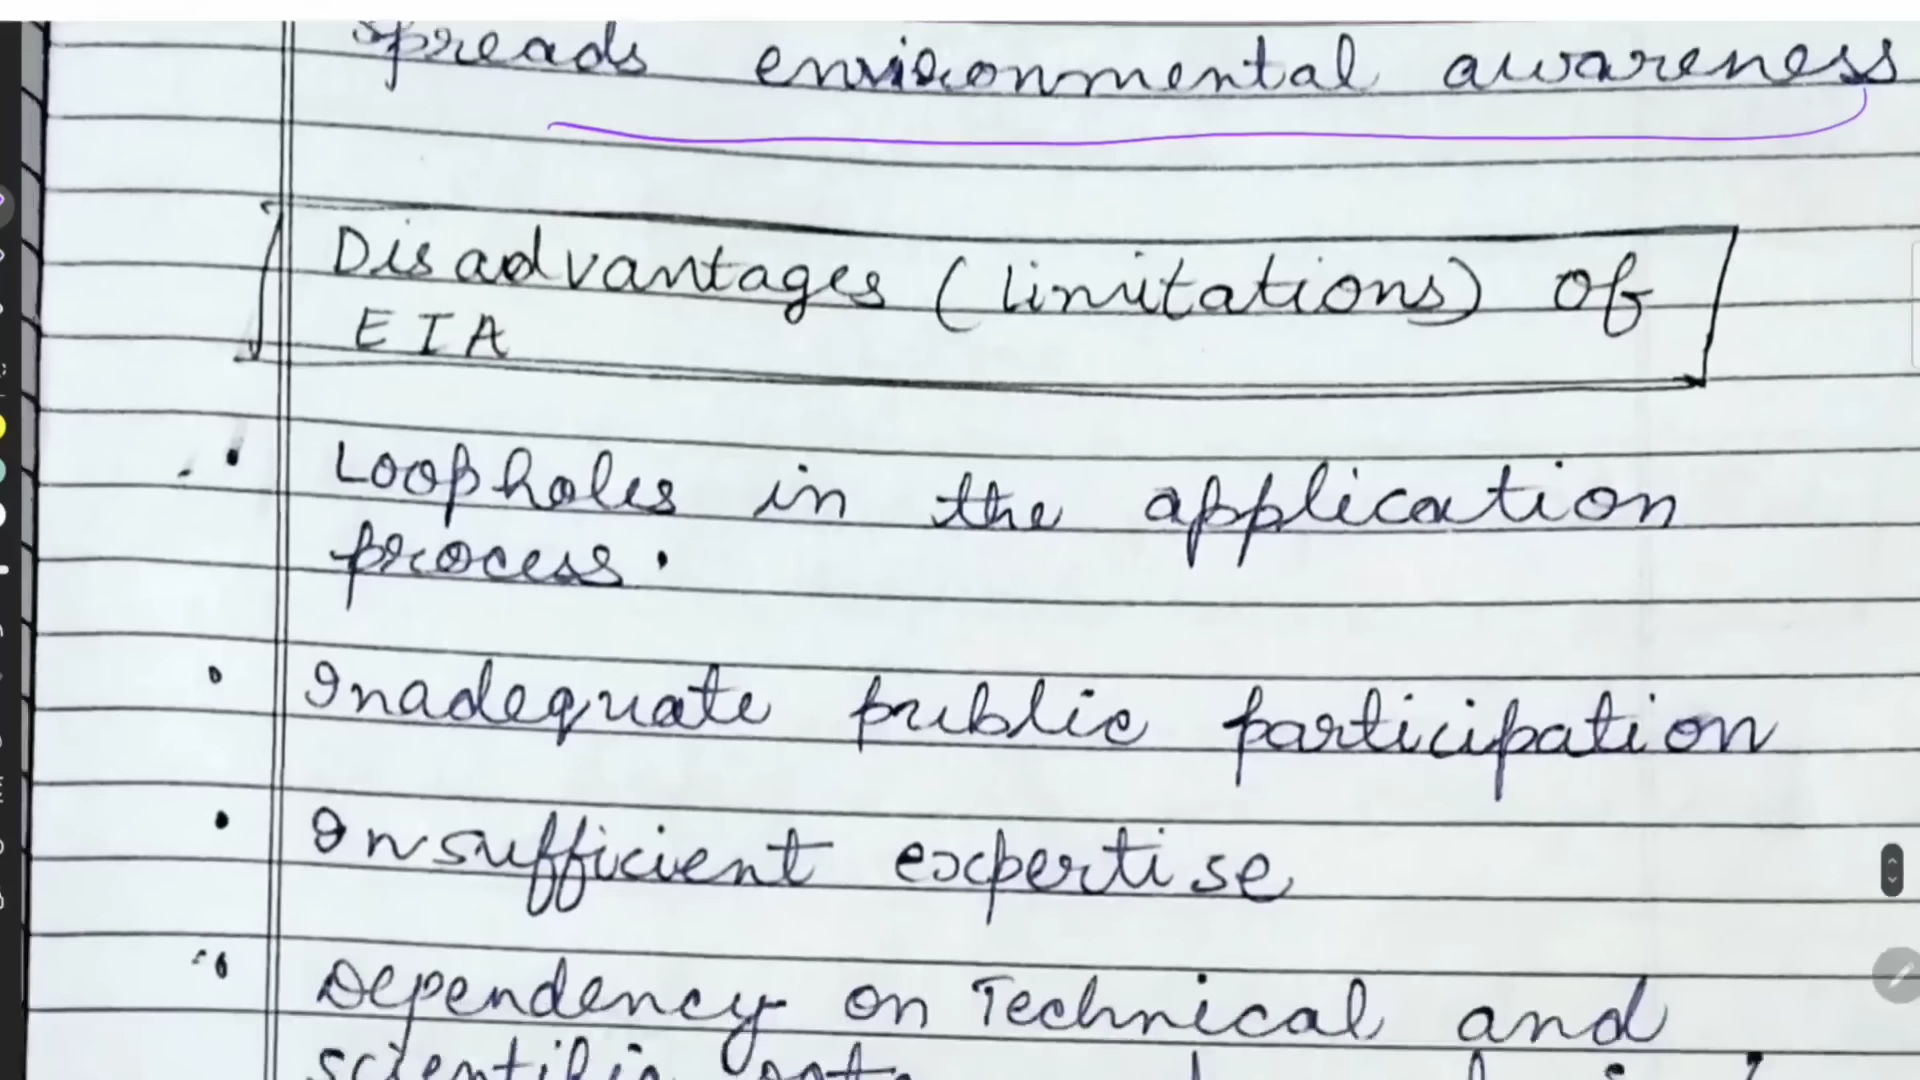 spreads environmental awareness
Disadvantages (limitations) of
EIA
• Loopholes in the application
process.
• Inadequate public participation
• Insufficient expertise
• Dependency on Technical and
scientific